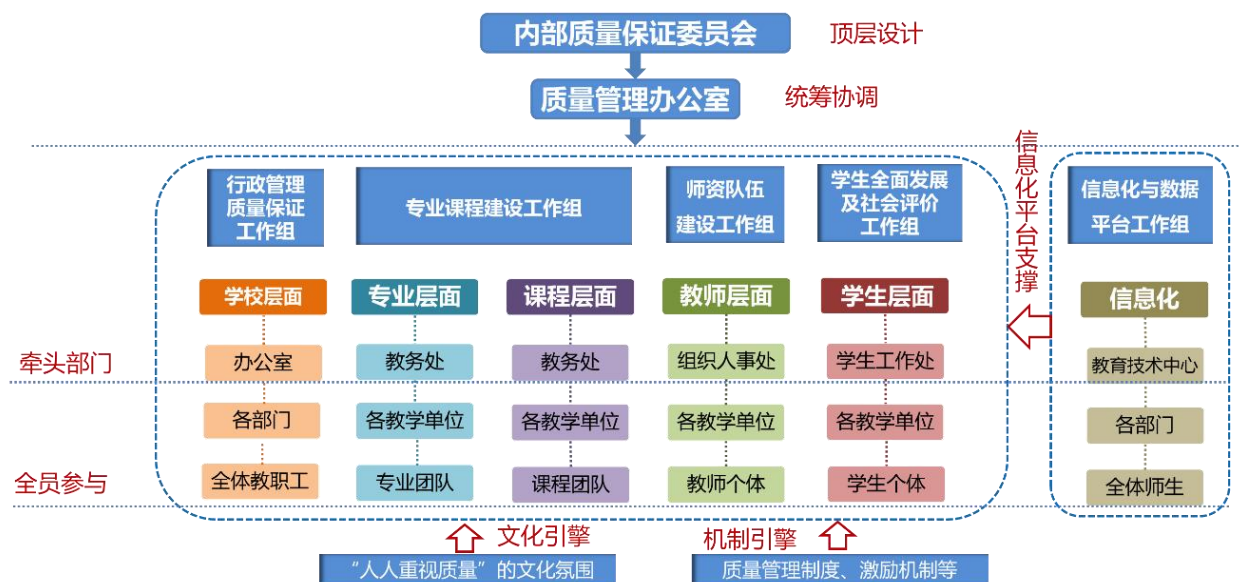 内部质量保证委员会
顶层设计
质量管理办公室
统筹协调
行政管理
质量保证
工作组
专业课程建设工作组
师资队伍
建设工作组
学生全面发展
及社会评价
工作组
信息化平台支撑
信息化与数据
平台工作组
学校层面
专业层面
课程层面
教师层面
学生层面
信息化
牵头部门
办公室
教务处
教务处
组织人事处
学生工作处
教育技术中心
各部门
各教学单位
各教学单位
各教学单位
各教学单位
各部门
全员参与
全体教职工
专业团队
课程团队
教师个体
学生个体
全体师生
文化引擎
机制引擎
“人人重视质量”的文化氛围
质量管理制度、激励机制等